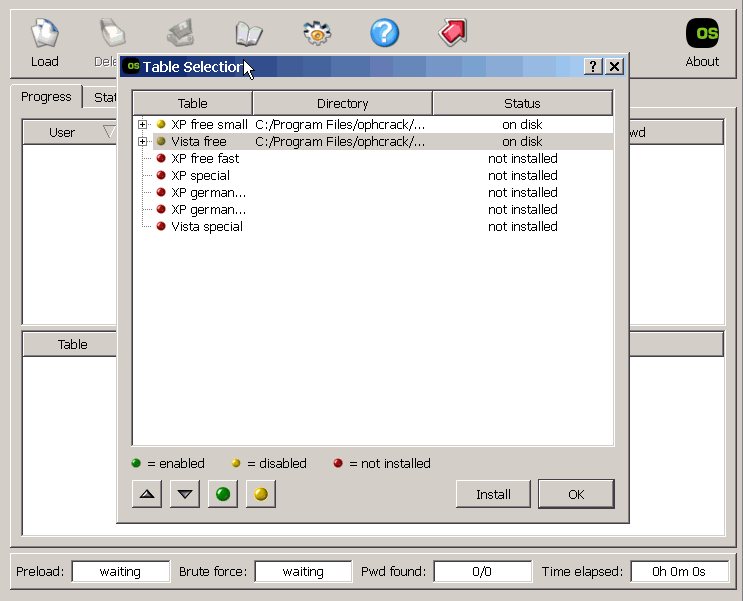 os
Load
Dele
About
os Table Selection
Progress
Stat
User
wd
Table Directory Status
XP free small C:/Program Files/ophcrack/... on disk
Vista free C:/Program Files/ophcrack/... on disk
XP free fast not installed
XP special not installed
XP german... not installed
XP german... not installed
Vista special not installed
Table
= enabled = disabled = not installed
Install OK
Preload: waiting Brute force: waiting Pwd found: 0/0 Time elapsed: 0h 0m 0s